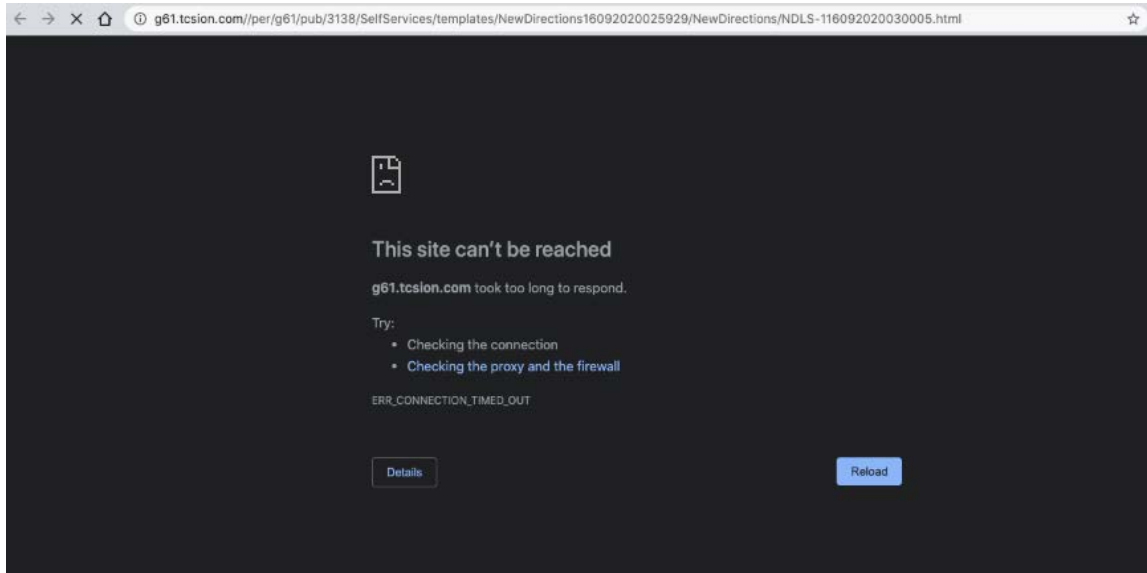 g61.tcsion.com//per/g61/pub/3138/SelfServices/templates/NewDirections16092020025929/NewDirections/NDLS-116092020030005.html
This site can't be reached
g61.tcsion.com took too long to respond.
Try:
• Checking the connection
• Checking the proxy and the firewall
ERR_CONNECTION_TIMED_OUT
Details Reload